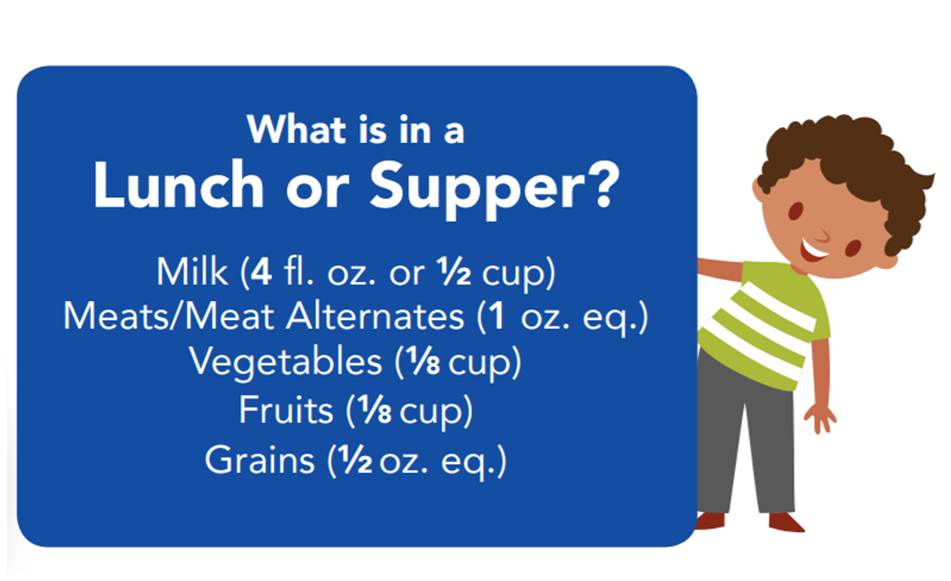 What is in a
Lunch or Supper?
Milk (4 fl. oz. or ½ cup)
Meats/Meat Alternates (1 oz. eq.)
Vegetables (⅛ cup)
Fruits (⅛ cup)
Grains (½ oz. eq.)